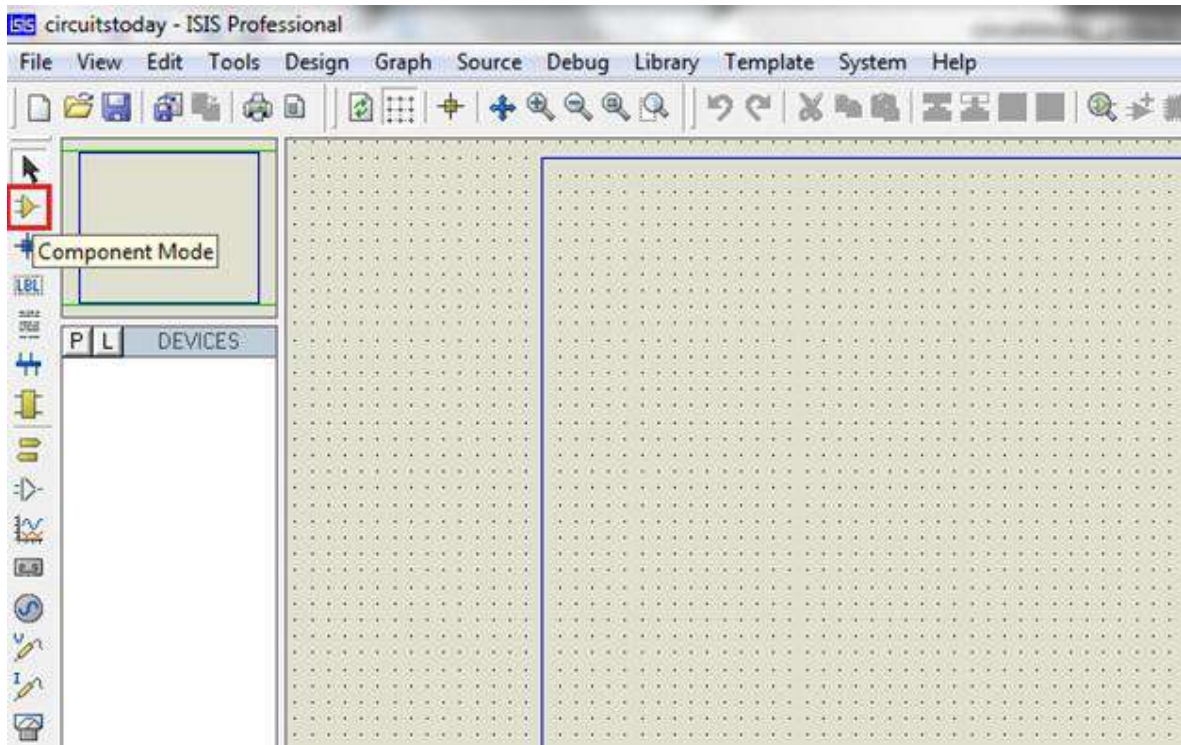 ISIS circuitstoday - ISIS Professional
File View Edit Tools Design Graph Source Debug Library Template System Help
Component Mode
LBL
P L DEVICES
V
I